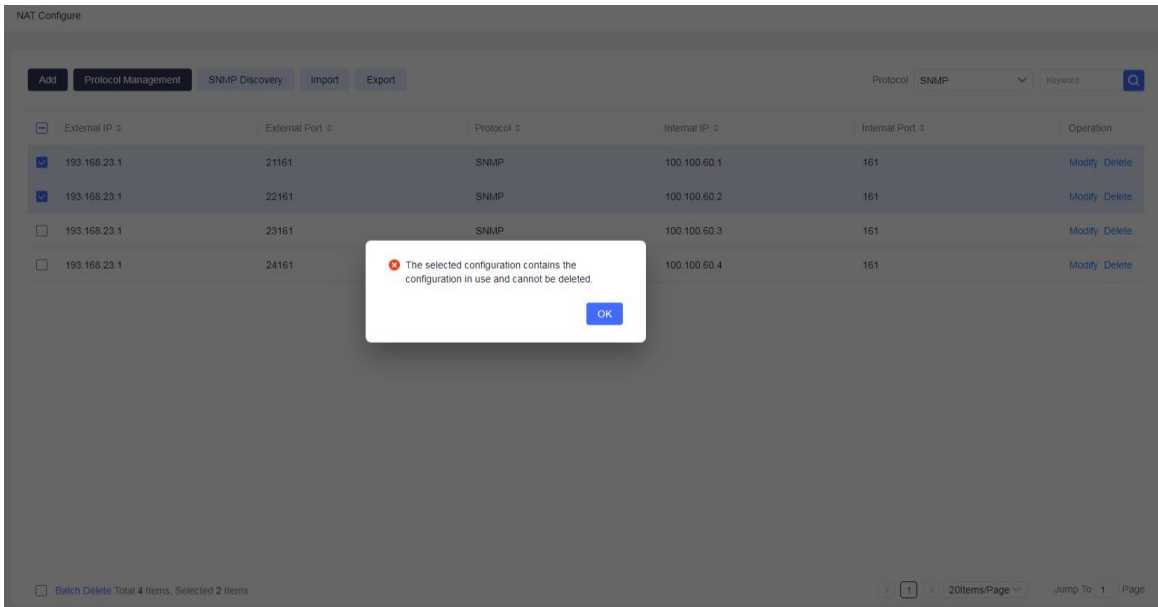 NAT Configure
Add Protocol Management SNMP Discovery Import Export Protocol SNMP Keyword
External IP External Port Protocol Internal IP Internal Port Operation
193.168.23.1 21161 SNMP 100.100.60.1 161 Modify Delete
193.168.23.1 22161 SNMP 100.100.60.2 161 Modify Delete
193.168.23.1 23161 SNMP 100.100.60.3 161 Modify Delete
193.168.23.1 24161 100.100.60.4 161 Modify Delete
The selected configuration contains the
configuration in use and cannot be deleted.
OK
Batch Delete Total 4 Items, Selected 2 Items. 1 20Items/Page Jump To 1 Page